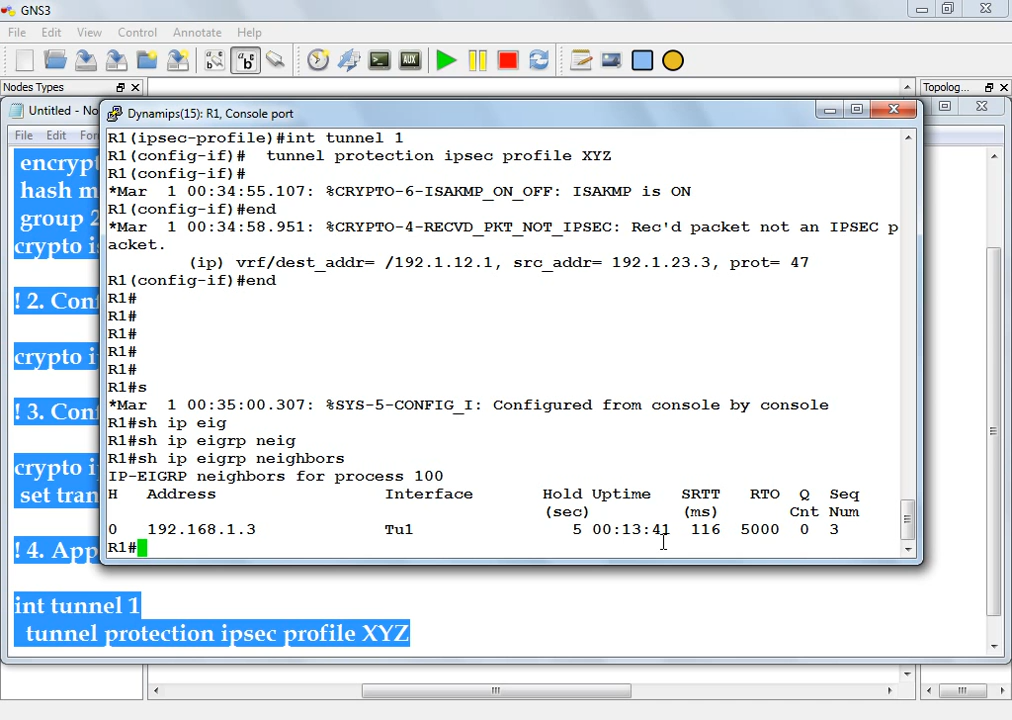 GNS3
File Edit View Control Annotate Help
Nodes Types
Topolog...
Untitled - No
Dynamips(15): R1, Console port
File Edit For
R1(ipsec-profile)#int tunnel 1
R1(config-if)#  tunnel protection ipsec profile XYZ
R1(config-if)#
*Mar  1 00:34:55.107: %CRYPTO-6-ISAKMP_ON_OFF: ISAKMP is ON
R1(config-if)#end
*Mar  1 00:34:58.951: %CRYPTO-4-RECVD_PKT_NOT_IPSEC: Rec'd packet not an IPSEC p
acket.
(ip) vrf/dest_addr= /192.1.12.1, src_addr= 192.1.23.3, prot= 47
R1(config-if)#end
R1#
R1#
R1#
R1#
R1#
R1#s
*Mar  1 00:35:00.307: %SYS-5-CONFIG_I: Configured from console by console
R1#sh ip eig
R1#sh ip eigrp neig
R1#sh ip eigrp neighbors
IP-EIGRP neighbors for process 100
H Address Interface Hold Uptime SRTT RTO Q Seq
(sec) (ms) Cnt Num
0 192.168.1.3 Tu1 5 00:13:41 116 5000 0 3
R1#
encryp
hash m
group 2
crypto is
! 2. Con
crypto i
! 3. Con
crypto i
set tran
! 4. App
int tunnel 1
tunnel protection ipsec profile XYZ